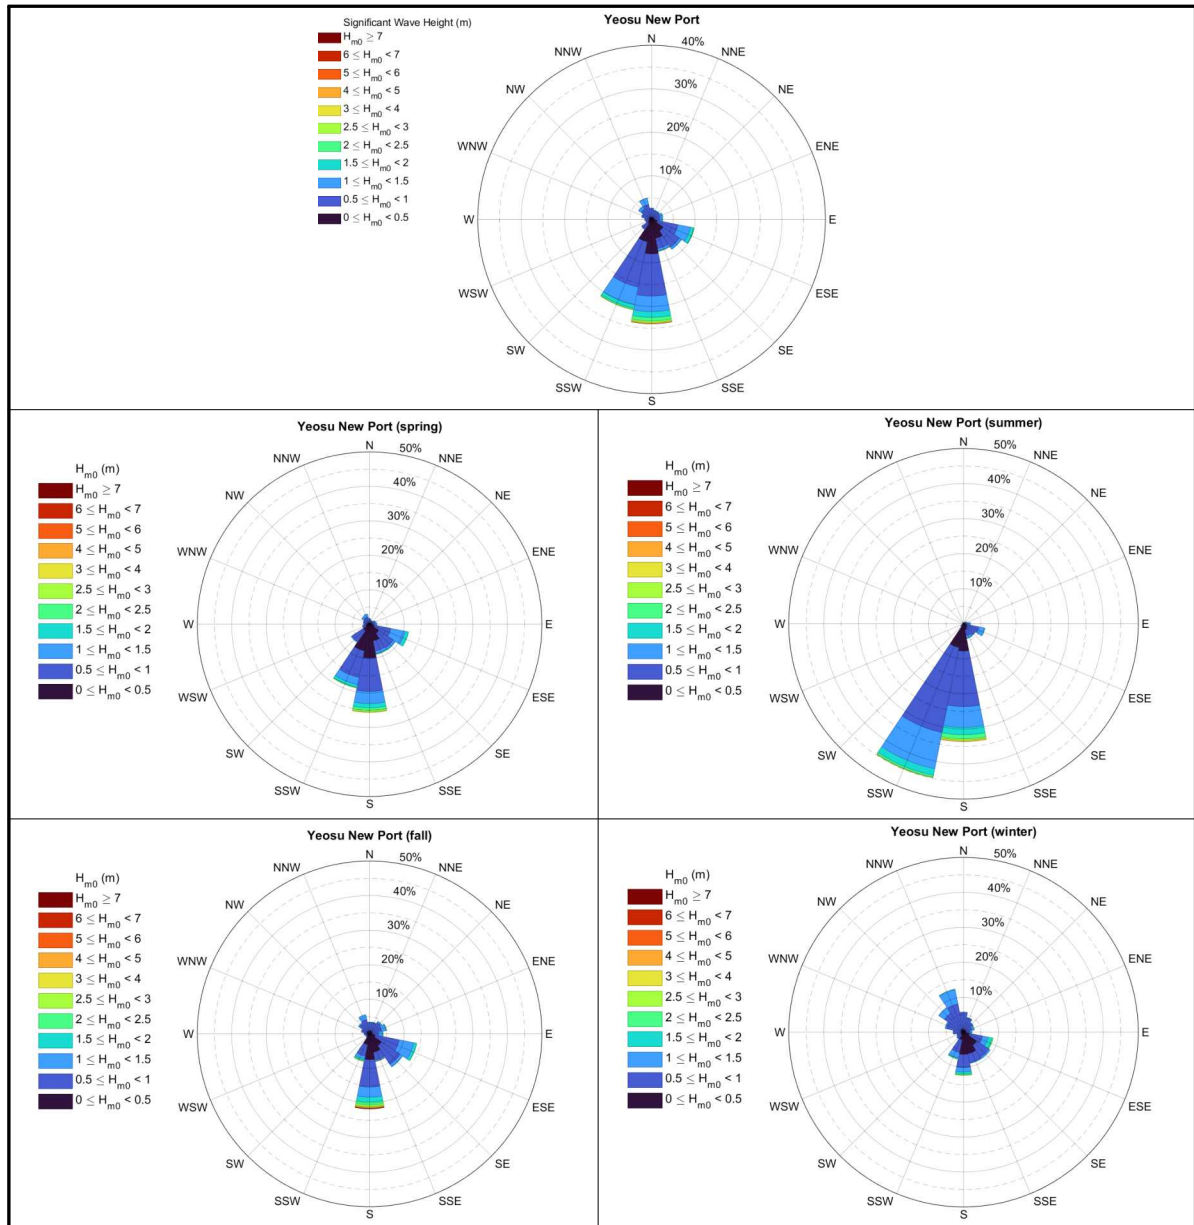 Significant Wave Height (m)
H_m0 ≥ 7
6 ≤ H_m0 < 7
5 ≤ H_m0 < 6
4 ≤ H_m0 < 5
3 ≤ H_m0 < 4
2.5 ≤ H_m0 < 3
2 ≤ H_m0 < 2.5
1.5 ≤ H_m0 < 2
1 ≤ H_m0 < 1.5
0.5 ≤ H_m0 < 1
0 ≤ H_m0 < 0.5
Yeosu New Port
N
NNE
NE
ENE
E
ESE
SE
SSE
S
SSW
SW
WSW
W
WNW
NW
NNW
40%
30%
20%
10%
Yeosu New Port (spring)
H_m0 (m)
H_m0 ≥ 7
6 ≤ H_m0 < 7
5 ≤ H_m0 < 6
4 ≤ H_m0 < 5
3 ≤ H_m0 < 4
2.5 ≤ H_m0 < 3
2 ≤ H_m0 < 2.5
1.5 ≤ H_m0 < 2
1 ≤ H_m0 < 1.5
0.5 ≤ H_m0 < 1
0 ≤ H_m0 < 0.5
N
NNE
NE
ENE
E
ESE
SE
SSE
S
SSW
SW
WSW
W
WNW
NW
NNW
50%
40%
30%
20%
10%
Yeosu New Port (summer)
H_m0 (m)
H_m0 ≥ 7
6 ≤ H_m0 < 7
5 ≤ H_m0 < 6
4 ≤ H_m0 < 5
3 ≤ H_m0 < 4
2.5 ≤ H_m0 < 3
2 ≤ H_m0 < 2.5
1.5 ≤ H_m0 < 2
1 ≤ H_m0 < 1.5
0.5 ≤ H_m0 < 1
0 ≤ H_m0 < 0.5
N
NNE
NE
ENE
E
ESE
SE
SSE
S
SSW
SW
WSW
W
WNW
NW
NNW
50%
40%
30%
20%
10%
Yeosu New Port (fall)
H_m0 (m)
H_m0 ≥ 7
6 ≤ H_m0 < 7
5 ≤ H_m0 < 6
4 ≤ H_m0 < 5
3 ≤ H_m0 < 4
2.5 ≤ H_m0 < 3
2 ≤ H_m0 < 2.5
1.5 ≤ H_m0 < 2
1 ≤ H_m0 < 1.5
0.5 ≤ H_m0 < 1
0 ≤ H_m0 < 0.5
N
NNE
NE
ENE
E
ESE
SE
SSE
S
SSW
SW
WSW
W
WNW
NW
NNW
50%
40%
30%
20%
10%
Yeosu New Port (winter)
H_m0 (m)
H_m0 ≥ 7
6 ≤ H_m0 < 7
5 ≤ H_m0 < 6
4 ≤ H_m0 < 5
3 ≤ H_m0 < 4
2.5 ≤ H_m0 < 3
2 ≤ H_m0 < 2.5
1.5 ≤ H_m0 < 2
1 ≤ H_m0 < 1.5
0.5 ≤ H_m0 < 1
0 ≤ H_m0 < 0.5
N
NNE
NE
ENE
E
ESE
SE
SSE
S
SSW
SW
WSW
W
WNW
NW
NNW
50%
40%
30%
20%
10%